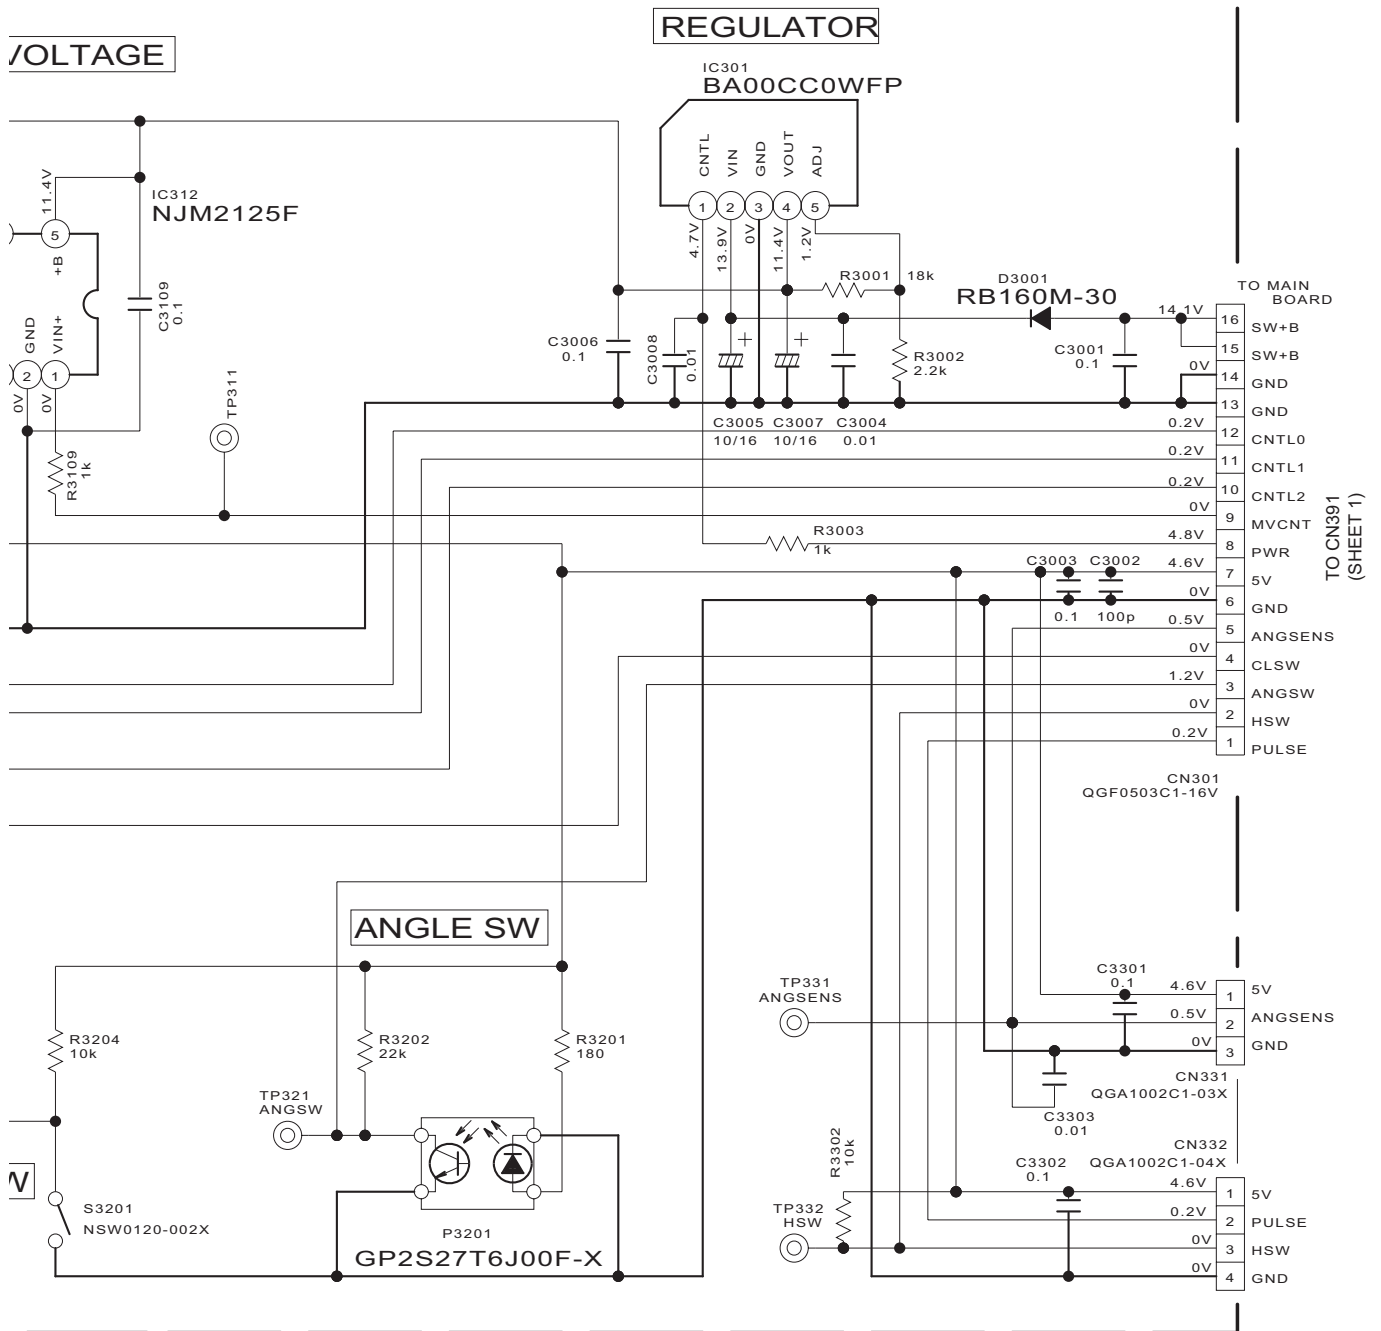 VOLTAGE
REGULATOR
IC301
BA00CC0WFP
CNTL
VIN
GND
VOUT
ADJ
1
2
3
4
5
4.7V
13.9V
0V
11.4V
1.2V
11.4V
IC312
NJM2125F
5
+B
C3109
0.1
GND
VIN+
2
1
0V
0V
R3109
1k
TP311
R3001
18k
D3001
RB160M-30
C3006
0.1
C3008
0.01
+
+
R3002
2.2k
C3001
0.1
C3005
10/16
C3007
10/16
C3004
0.01
R3003
1k
C3003
0.1
C3002
100p
TO MAIN
BOARD
14.1V 16 SW+B
15 SW+B
0V 14 GND
13 GND
0.2V 12 CNTL0
0.2V 11 CNTL1
0.2V 10 CNTL2
0V 9 MVCNT
4.8V 8 PWR
4.6V 7 5V
0V 6 GND
0.5V 5 ANGSENS
0V 4 CLSW
1.2V 3 ANGSW
0V 2 HSW
0.2V 1 PULSE
TO CN391
(SHEET 1)
CN301
QGF0503C1-16V
ANGLE SW
R3204
10k
R3202
22k
R3201
180
TP321
ANGSW
S3201
NSW0120-002X
P3201
GP2S27T6J00F-X
TP331
ANGSENS
C3301
0.1
4.6V 1 5V
0.5V 2 ANGSENS
0V 3 GND
CN331
QGA1002C1-03X
C3303
0.01
R3302
10k
CN332
QGA1002C1-04X
C3302
0.1
TP332
HSW
4.6V 1 5V
0.2V 2 PULSE
0V 3 HSW
0V 4 GND